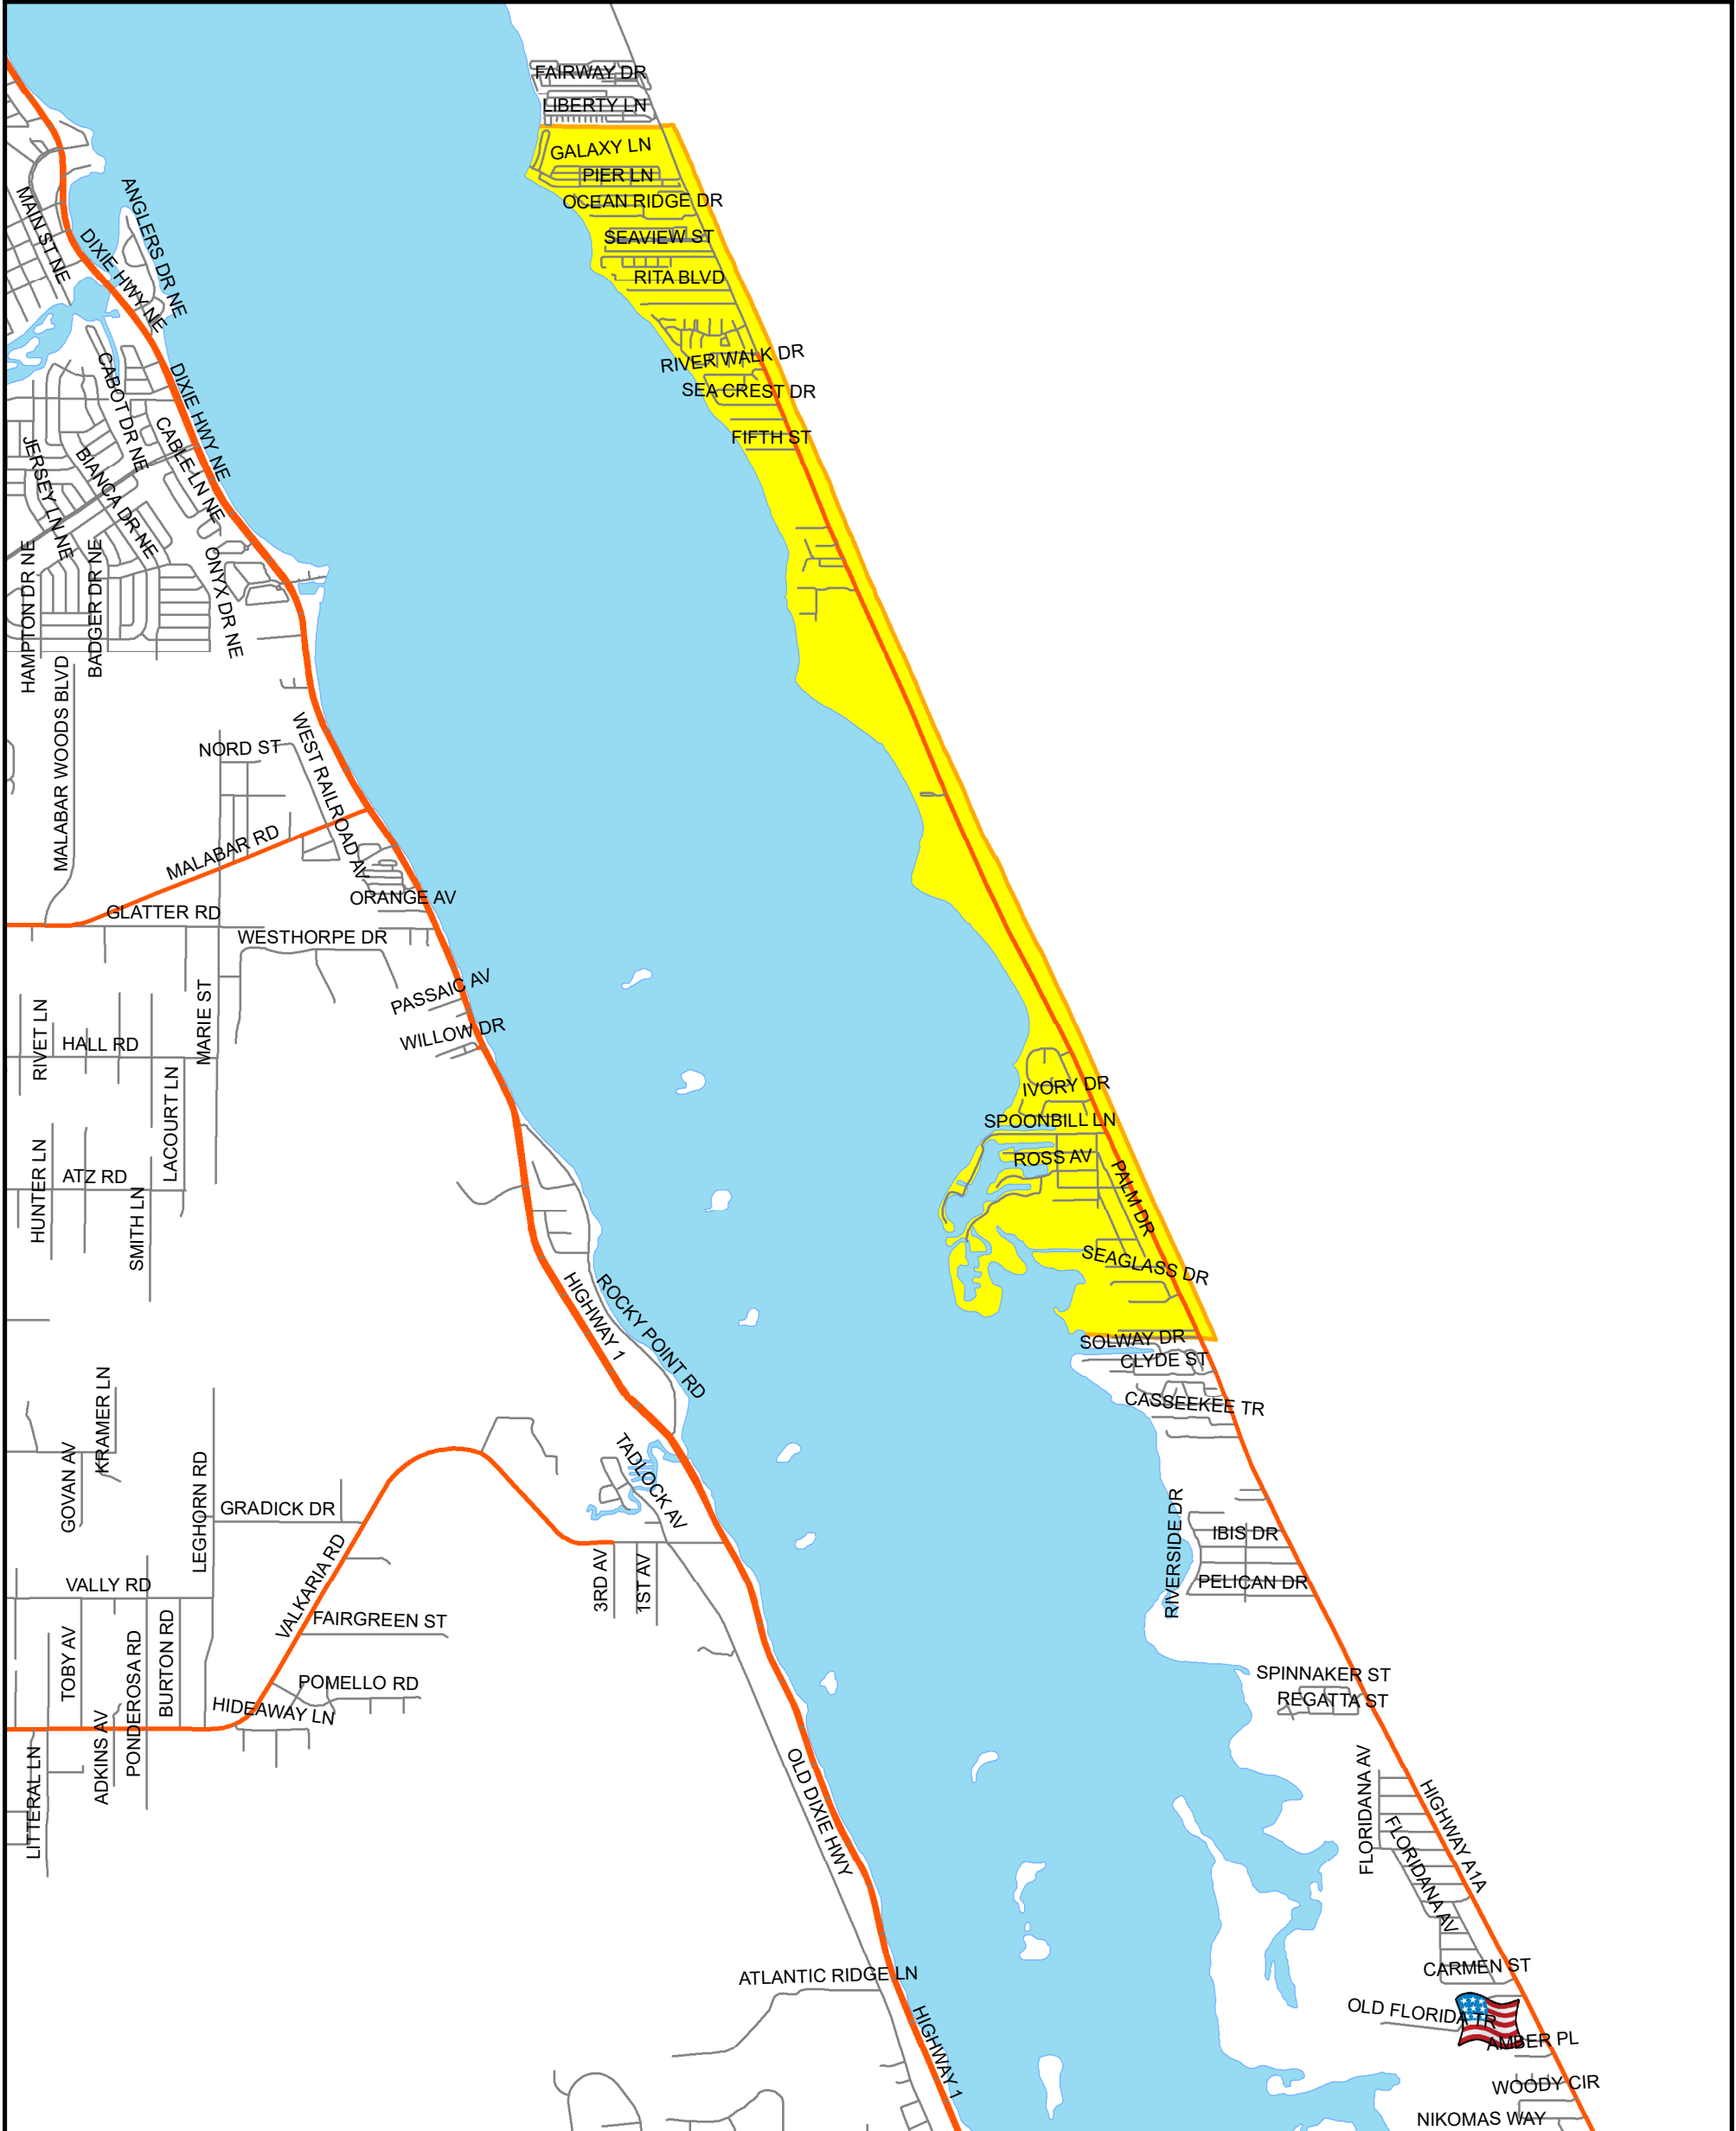 FAIRWAY DR
LIBERTY LN
GALAXY LN
PIER LN
OCEAN RIDGE DR
SEAVIEW ST
RITA BLVD
RIVER WALK DR
SEA CREST DR
FIFTH ST
MAIN ST NE
DIXIE HWY NE
ANGLERS DR NE
DIXIE HWY NE
CABOT DR NE
CABLE LN NE
JERSEY LN NE
BIANCA DR NE
HAMPTON DR NE
BADGER DR NE
ONYX DR NE
MALABAR WOODS BLVD
NORD ST
WEST RAILROAD AV
MALABAR RD
ORANGE AV
GLATTER RD
WESTHORPE DR
PASSAIC AV
WILLOW DR
MARIE ST
RIVET LN
HALL RD
LACOURT LN
HUNTER LN
ATZ RD
SMITH LN
IVORY DR
SPOONBILL LN
ROSS AV
PALM DR
SEAGLASS DR
SOLWAY DR
CLYDE ST
CASSEEKEE TR
HIGHWAY 1
ROCKY POINT RD
KRAMER LN
GOVAN AV
LEGHORN RD
GRADICK DR
TADLOCK AV
VALKARIA RD
VALLY RD
3RD AV
1ST AV
RIVERSIDE DR
IBIS DR
PELICAN DR
FAIRGREEN ST
TOBY AV
PONDEROSA RD
BURTON RD
POMELLO RD
HIDEAWAY LN
ADKINS AV
LITTERAL LN
SPINNAKER ST
REGATTA ST
OLD DIXIE HWY
FLORIDANA AV
HIGHWAY A1A
FLORIDANA AV
CARMEN ST
ATLANTIC RIDGE LN
OLD FLORIDA TR
AMBER PL
HIGHWAY 1
WOODY CIR
NIKOMAS WAY